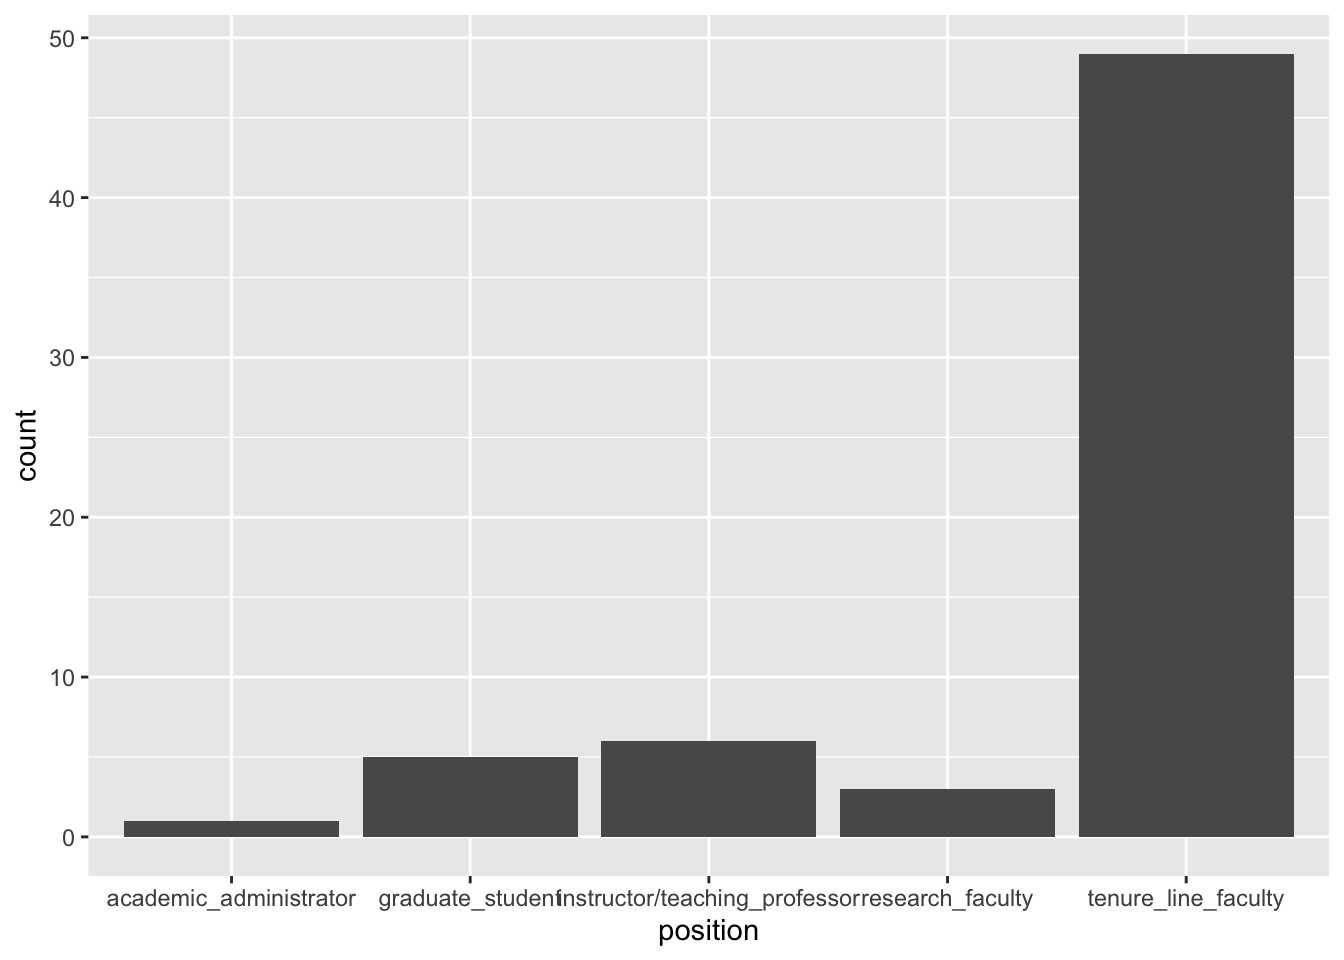 50
40
30
20
10
0
count
academic_administrator graduate_student instructor/teaching_professor research_faculty tenure_line_faculty
position